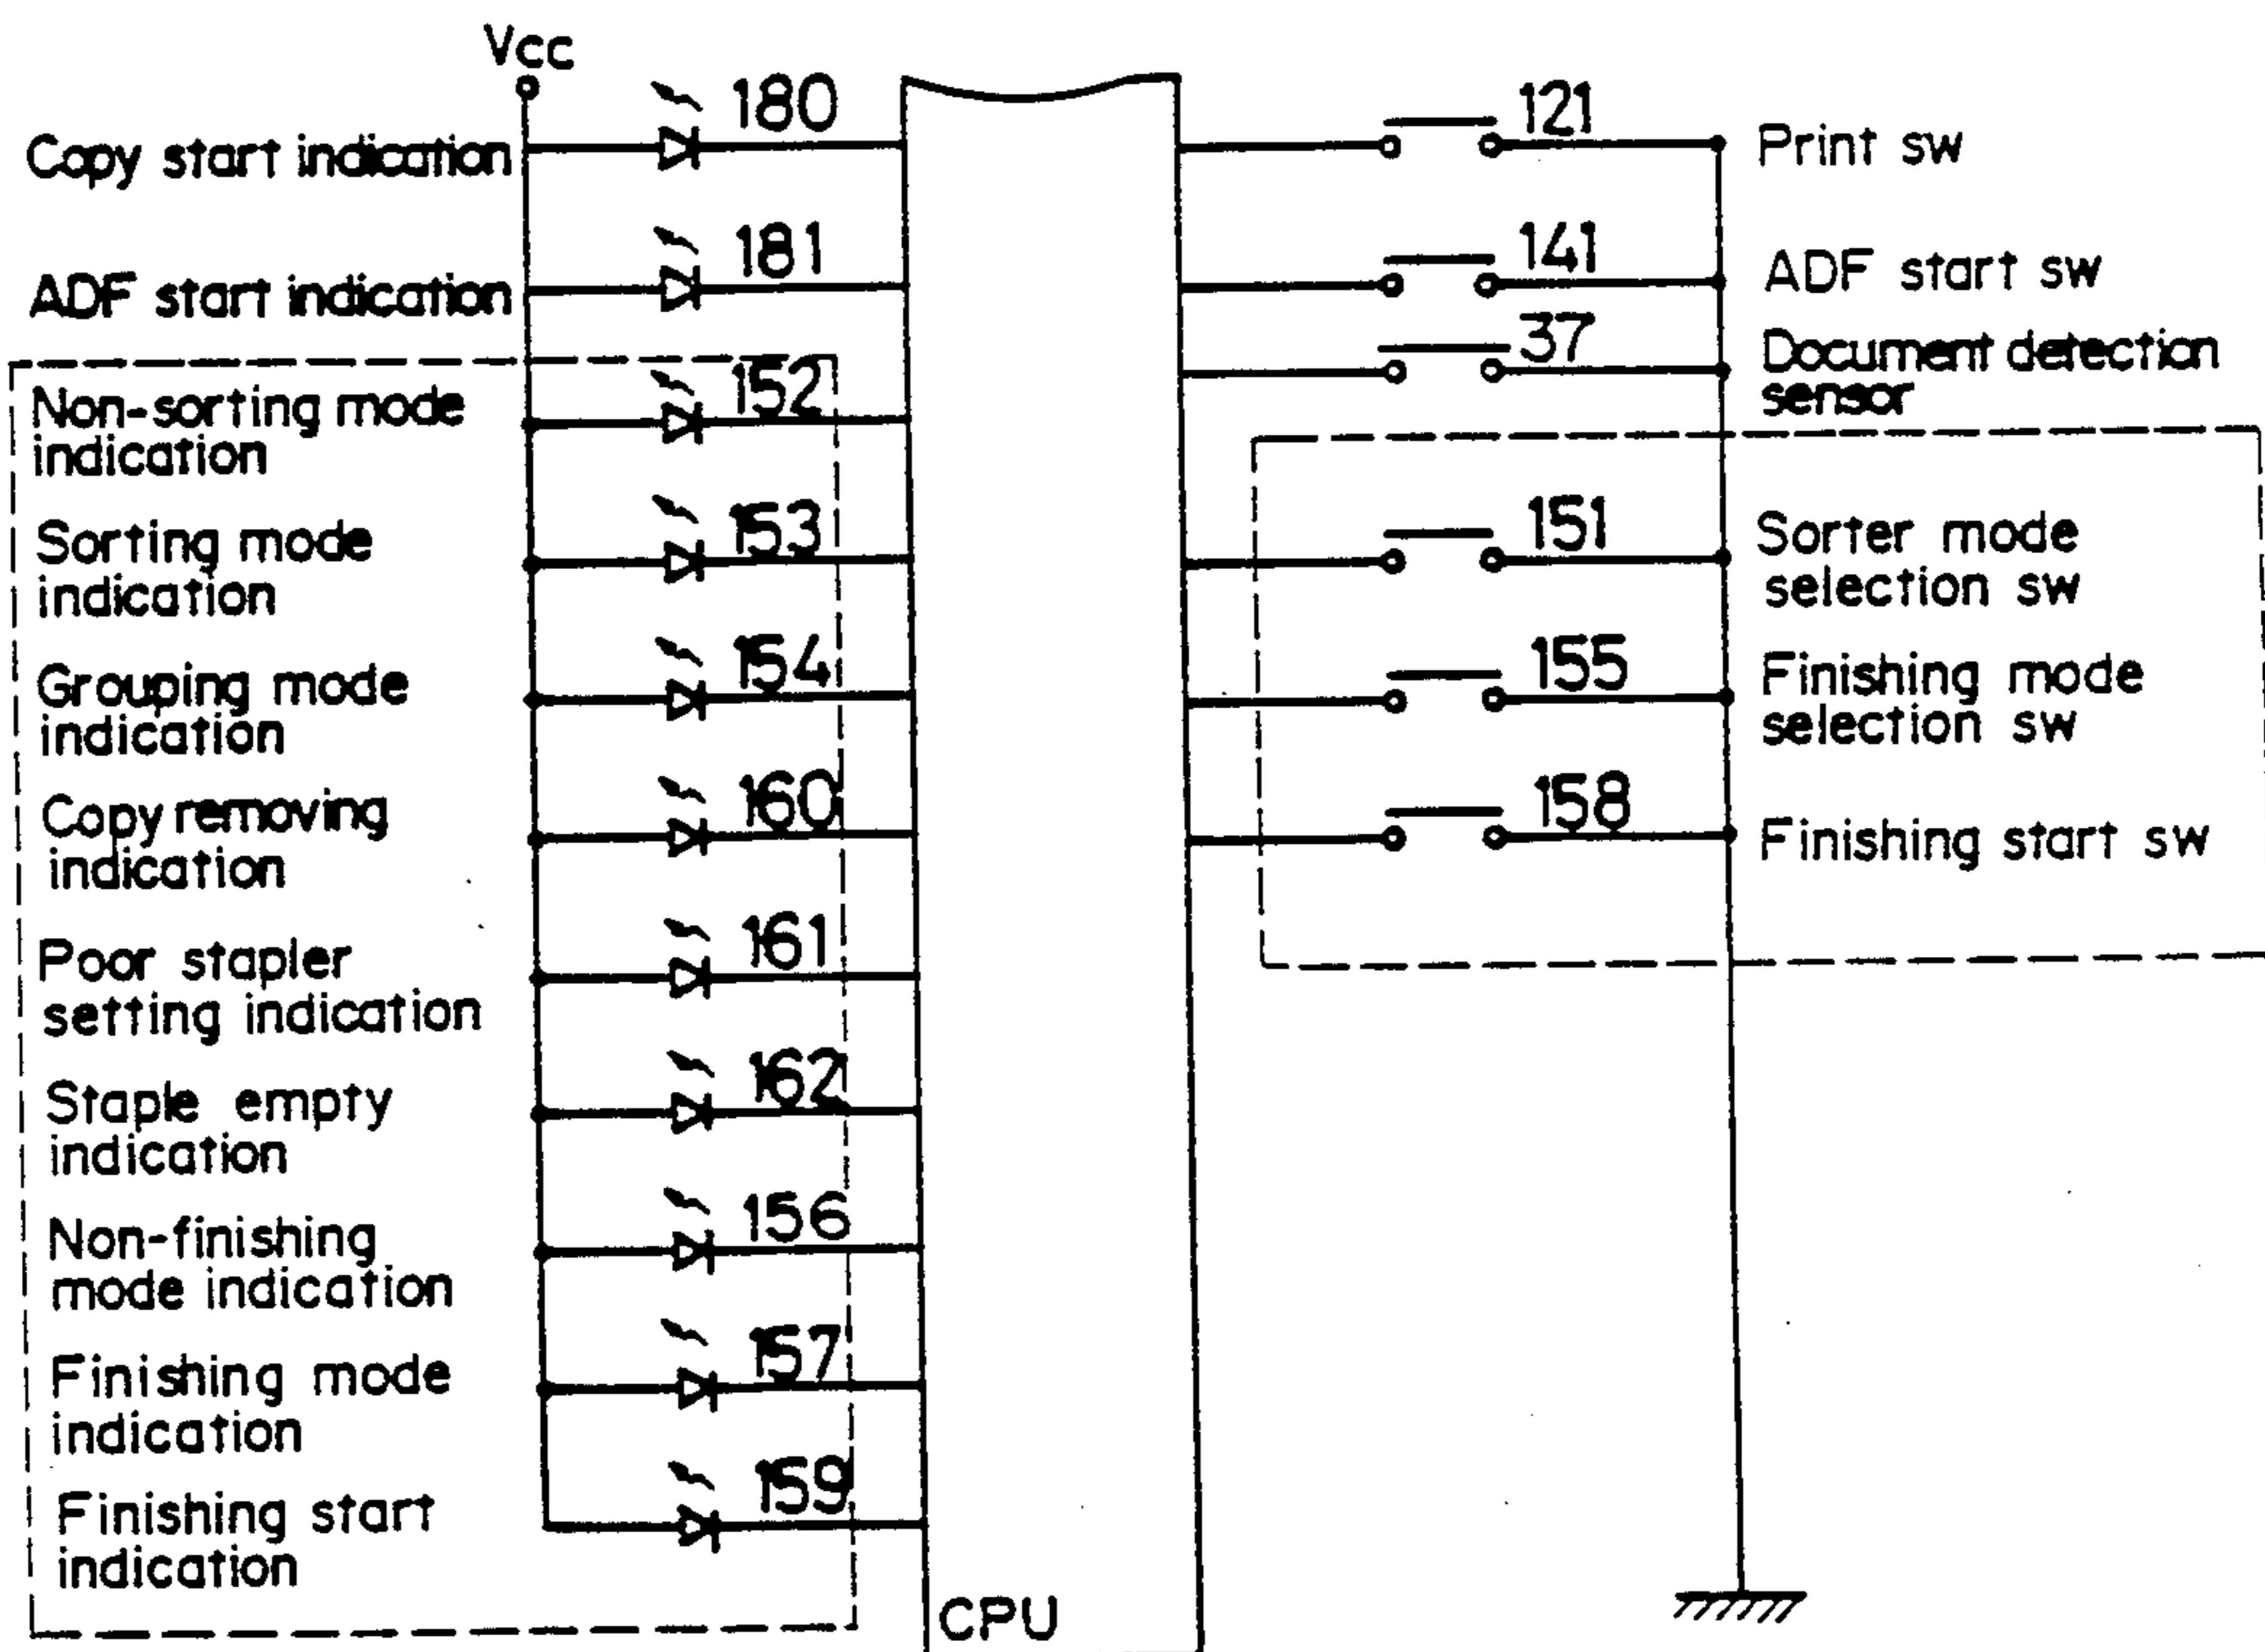 Vcc
Copy start indication
180
ADF start indication
181
Non-sorting mode
indication
152
Sorting mode
indication
153
Grouping mode
indication
154
Copy removing
indication
160
Poor stapler
setting indication
161
Staple empty
indication
162
Non-finishing
mode indication
156
Finishing mode
indication
157
Finishing start
indication
159
CPU
121
Print sw
141
ADF start sw
37
Document detection
sensor
151
Sorter mode
selection sw
155
Finishing mode
selection sw
158
Finishing start sw